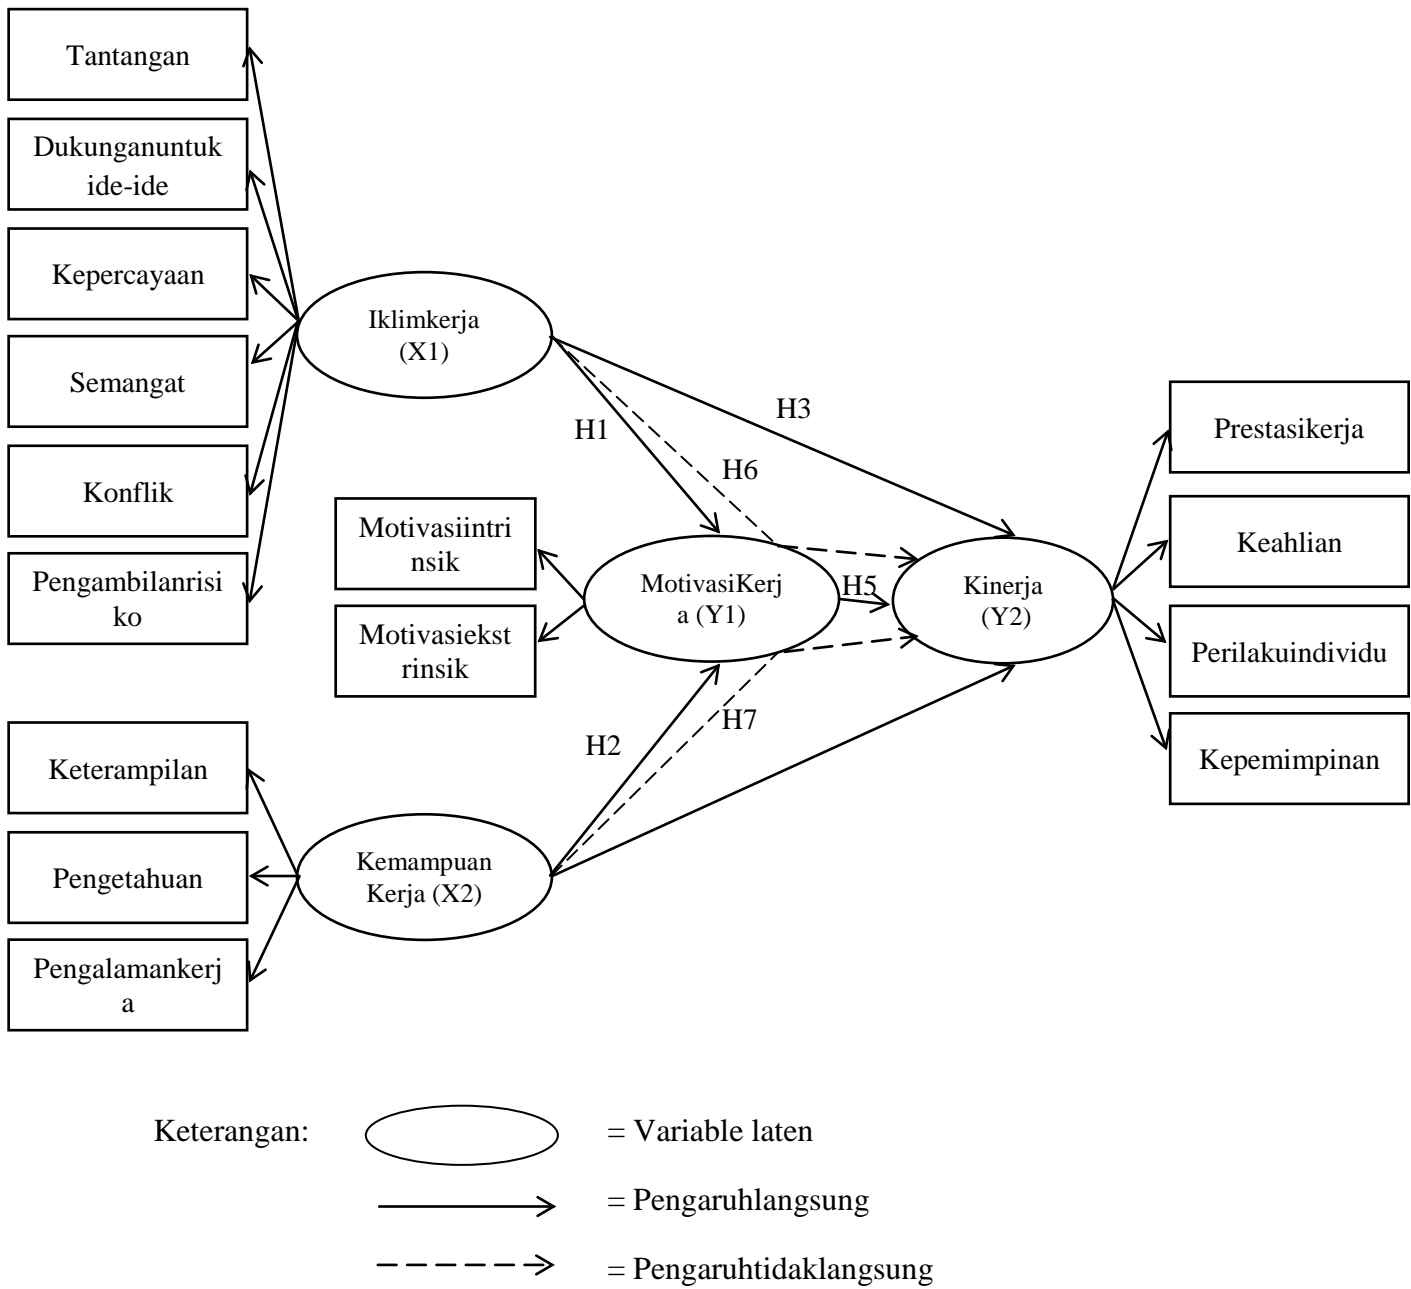 Tantangan
Dukunganuntuk
ide-ide
Kepercayaan
Semangat
Konflik
Pengambilanrisi
ko
Iklimkerja
(X1)
H1
H3
H6
Motivasiintri
nsik
Motivasiekst
rinsik
MotivasiKerj
a (Y1)
H5
Kinerja
(Y2)
Prestasikerja
Keahlian
Perilakuindividu
Kepemimpinan
H2
H7
Keterampilan
Pengetahuan
Pengalamankerj
a
Kemampuan
Kerja (X2)
Keterangan:
= Variable laten
= Pengaruhlangsung
= Pengaruhtidaklangsung